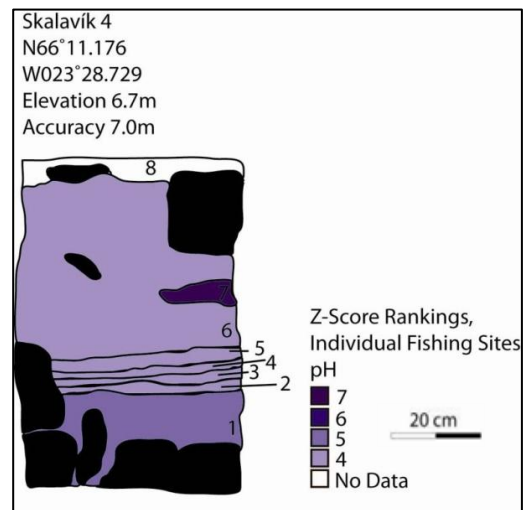 Skalavík 4
N66°11.176
W023°28.729
Elevation 6.7m
Accuracy 7.0m
8
7
6
5
4
3
2
1
Z-Score Rankings,
Individual Fishing Sites
pH
7
6
5
4
No Data
20 cm